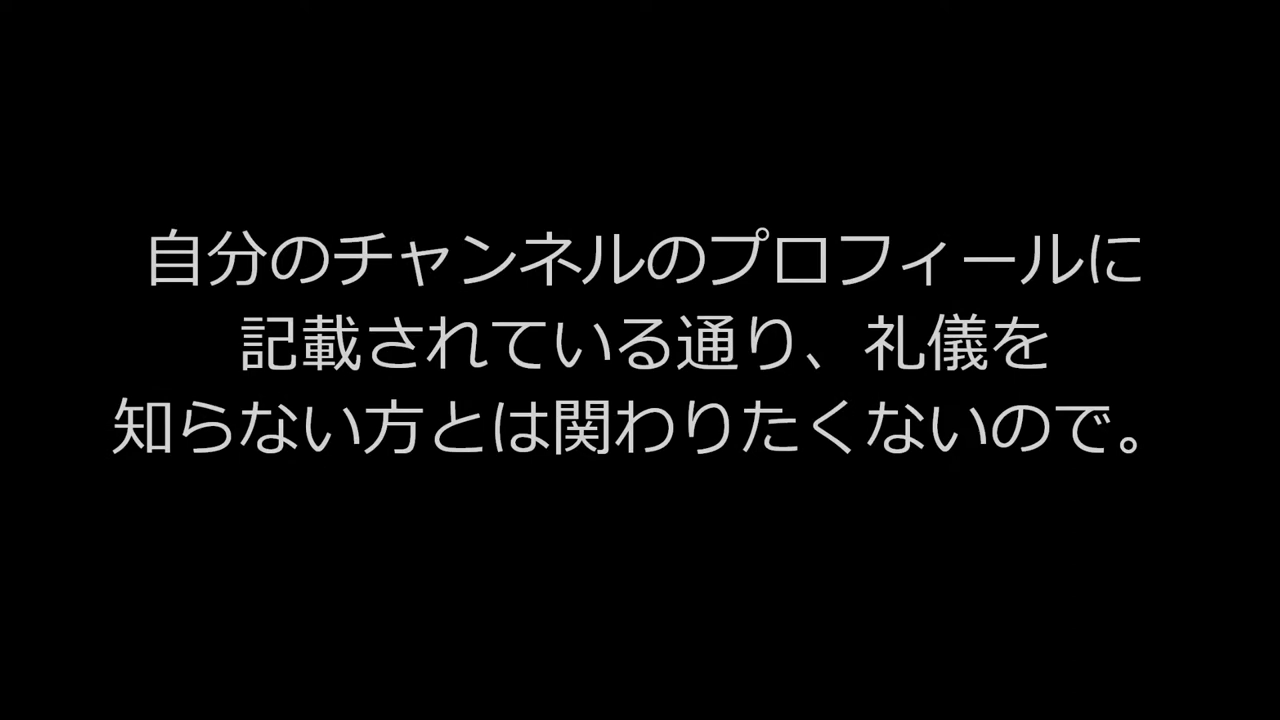 自分のチャンネルのプロフィールに
記載されている通り、礼儀を
知らない方とは関わりたくないので。